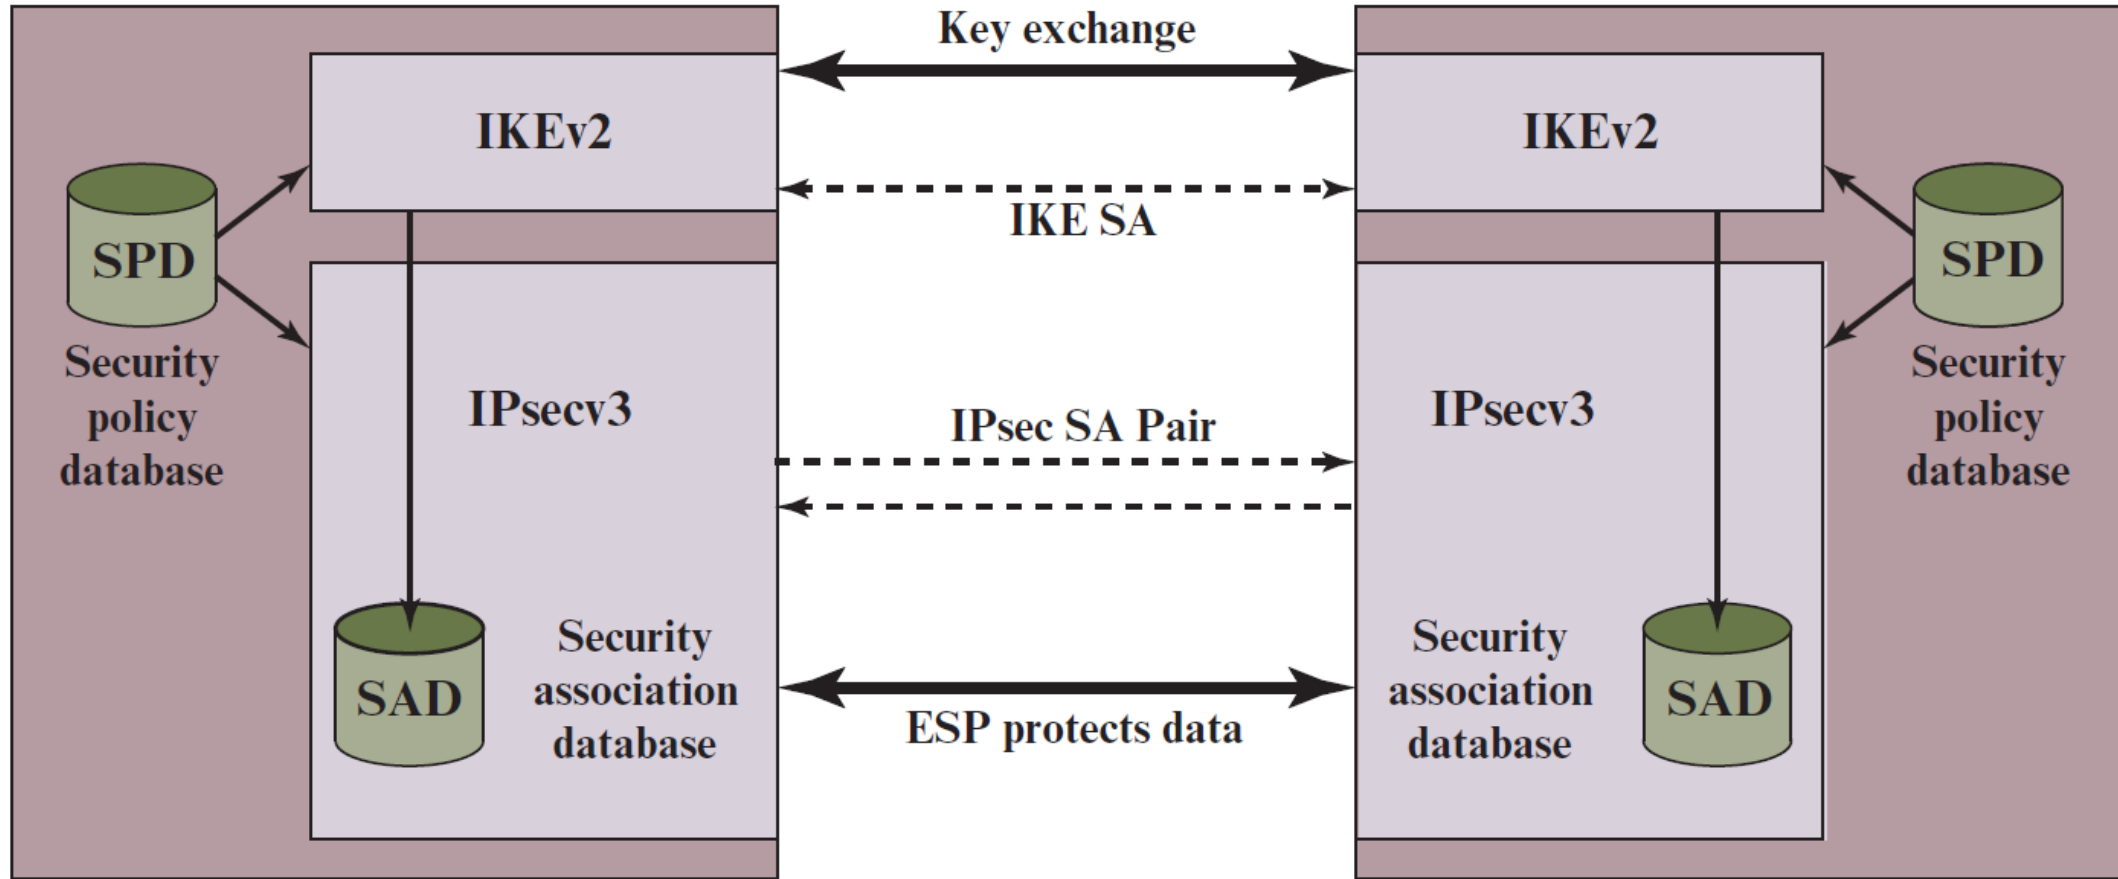 Key exchange
IKEv2
IKEv2
IKE SA
SPD
SPD
Security
policy
database
Security
policy
database
IPsecv3
IPsecv3
IPsec SA Pair
SAD
Security
association
database
Security
association
database
SAD
ESP protects data